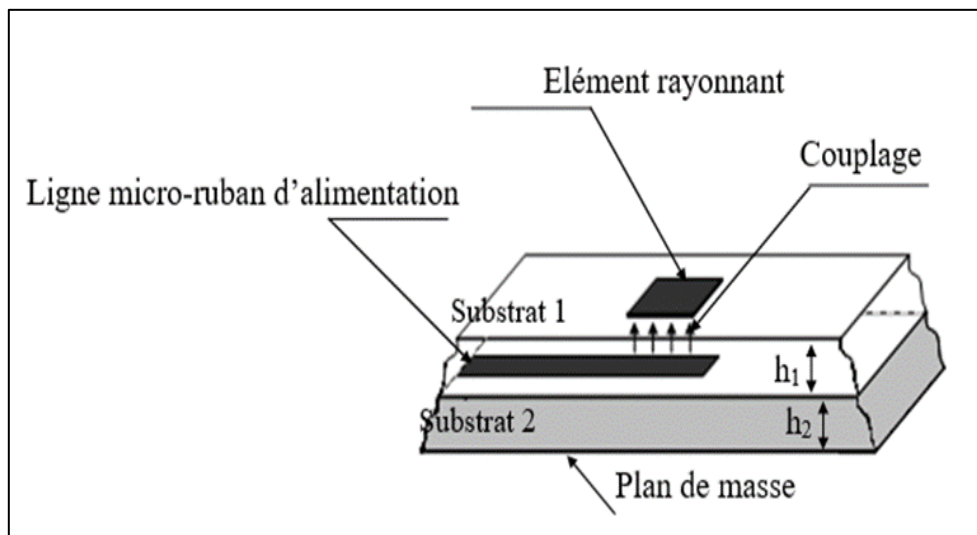 Elément rayonnant
Couplage
Ligne micro-ruban d’alimentation
Substrat 1
h₁
Substrat 2
h₂
Plan de masse